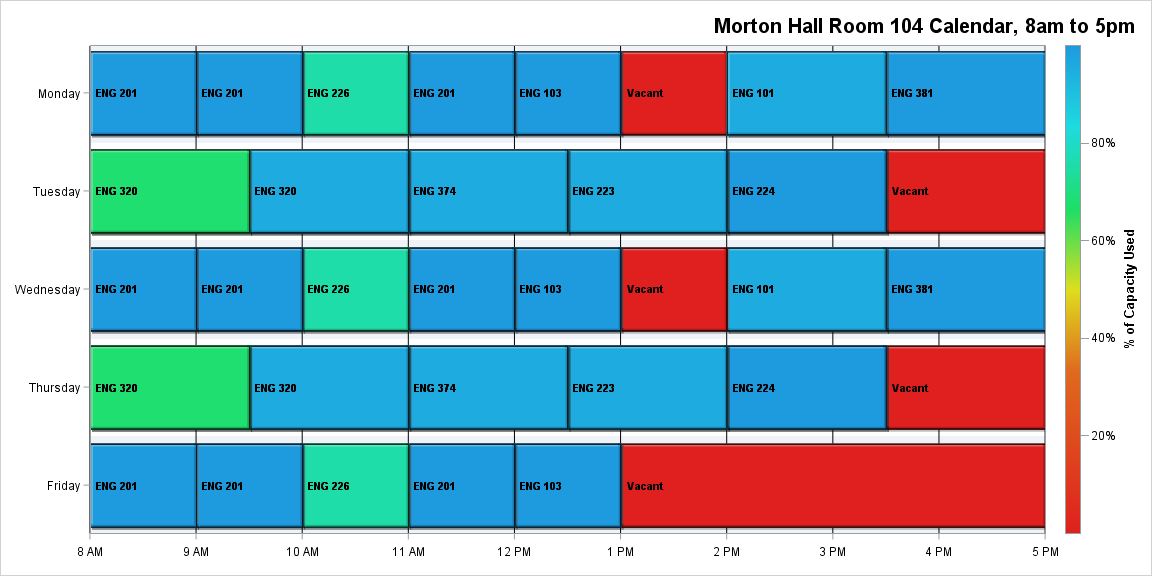 Morton Hall Room 104 Calendar, 8am to 5pm
Monday
ENG 201 ENG 201 ENG 226 ENG 201 ENG 103 Vacant ENG 101 ENG 381
Tuesday
ENG 320 ENG 320 ENG 374 ENG 223 ENG 224 Vacant
Wednesday
ENG 201 ENG 201 ENG 226 ENG 201 ENG 103 Vacant ENG 101 ENG 381
Thursday
ENG 320 ENG 320 ENG 374 ENG 223 ENG 224 Vacant
Friday
ENG 201 ENG 201 ENG 226 ENG 201 ENG 103 Vacant
8 AM 9 AM 10 AM 11 AM 12 PM 1 PM 2 PM 3 PM 4 PM 5 PM
80%
60%
40%
20%
% of Capacity Used